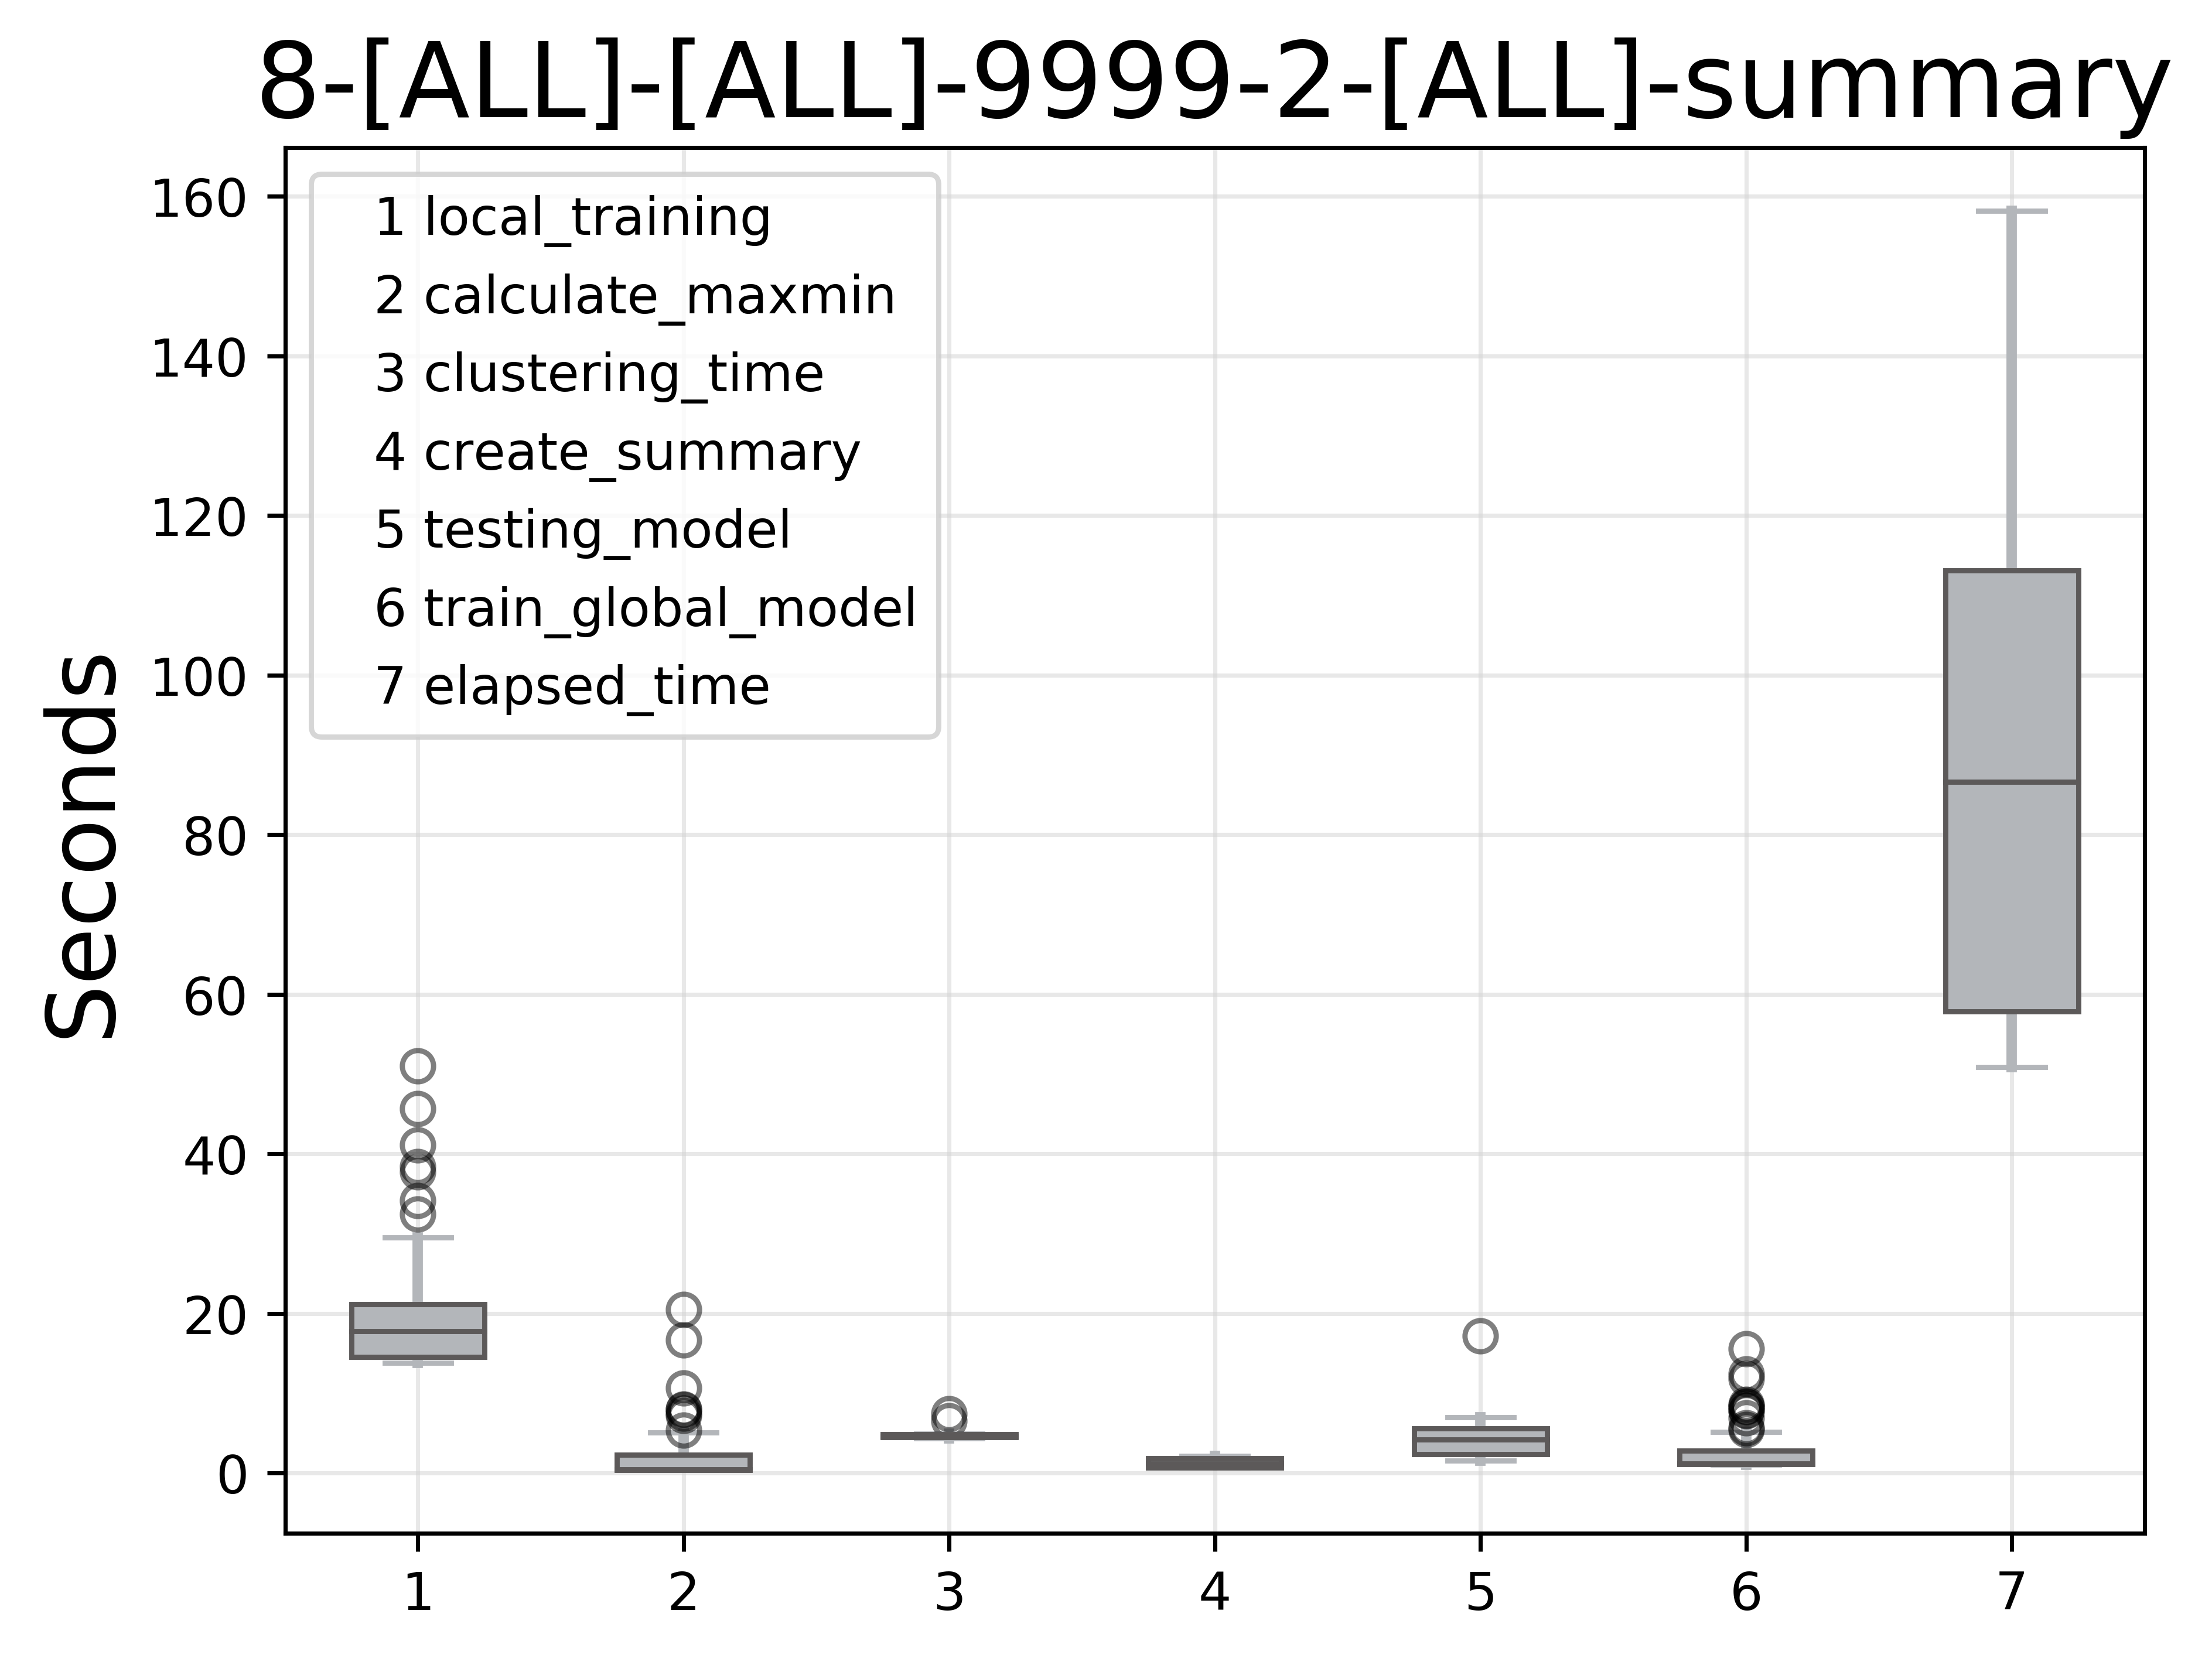 8-[ALL]-[ALL]-9999-2-[ALL]-summary
160
140
120
100
80
60
40
20
0
Seconds
1 local_training
2 calculate_maxmin
3 clustering_time
4 create_summary
5 testing_model
6 train_global_model
7 elapsed_time
1 2 3 4 5 6 7